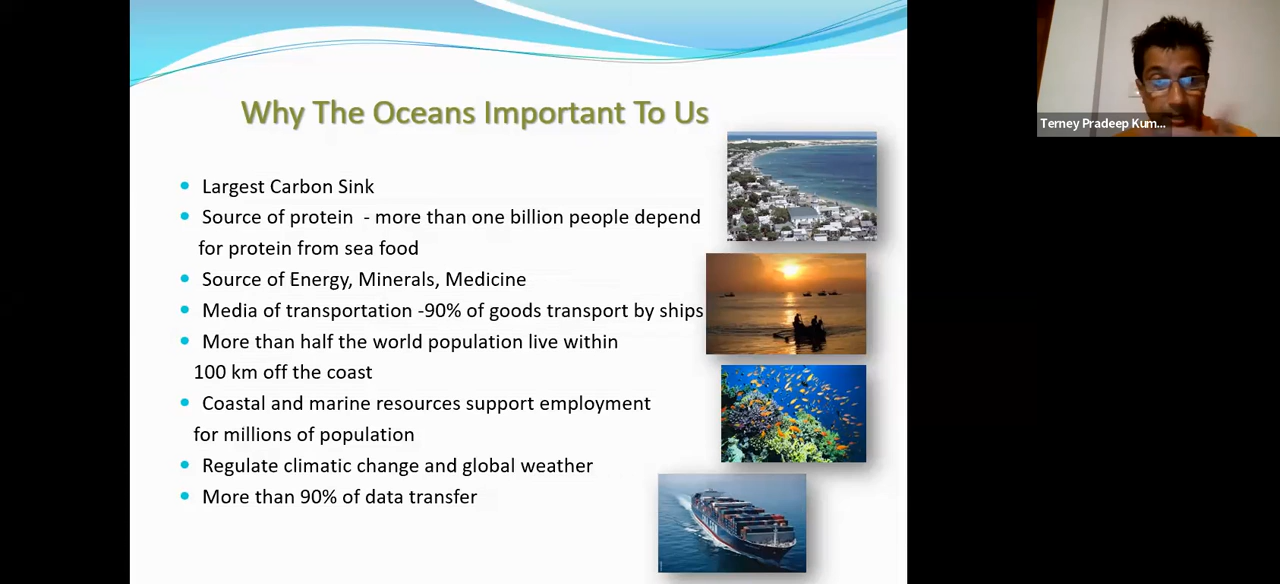 Why The Oceans Important To Us
Largest Carbon Sink
Source of protein - more than one billion people depend
for protein from sea food
Source of Energy, Minerals, Medicine
Media of transportation -90% of goods transport by ships
More than half the world population live within
100 km off the coast
Coastal and marine resources support employment
for millions of population
Regulate climatic change and global weather
More than 90% of data transfer
Terney Pradeep Kum...